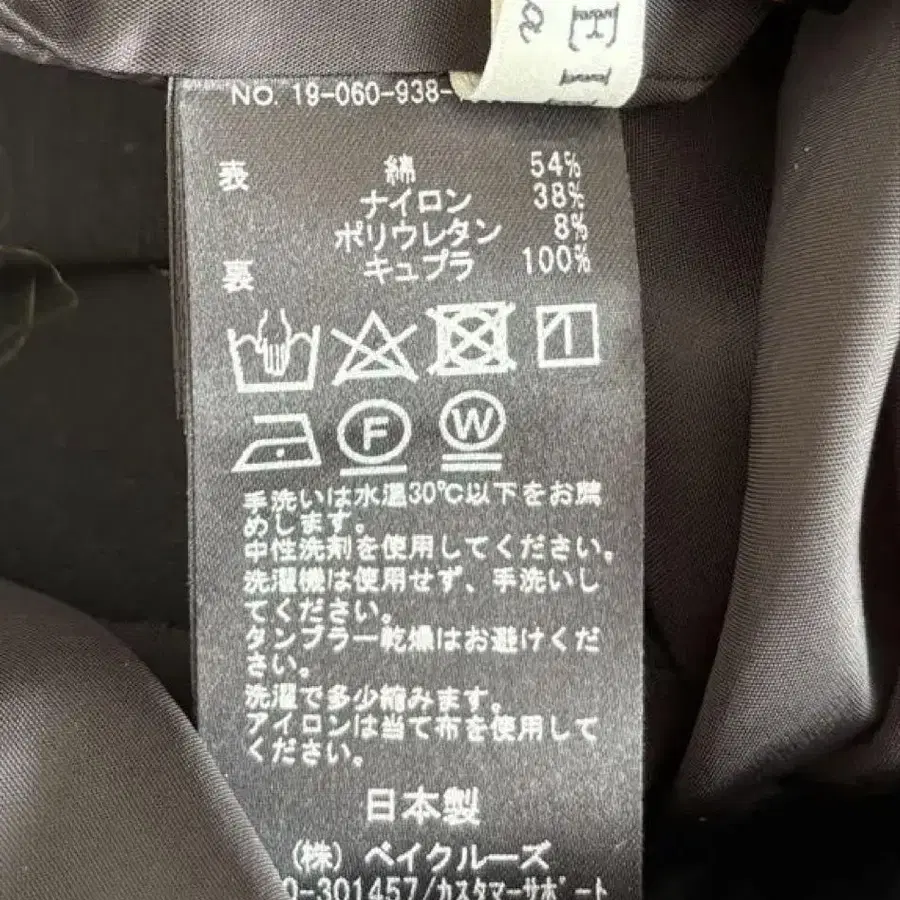 EI
a
NO. 19-060-938-
表 綿 54%
ナイロン 38%
ポリウレタン 8%
裏 キュプラ 100%
F W
手洗いは水温30℃以下をお薦
めします。
中性洗剤を使用してください。
洗濯機は使用せず、手洗いし
てください。
タンブラー乾燥はお避けくだ
さい。
洗濯で多少縮みます。
アイロンは当て布を使用して
ください。
日本製
(株) ベイクルーズ
0-301457/カスタマーサポート